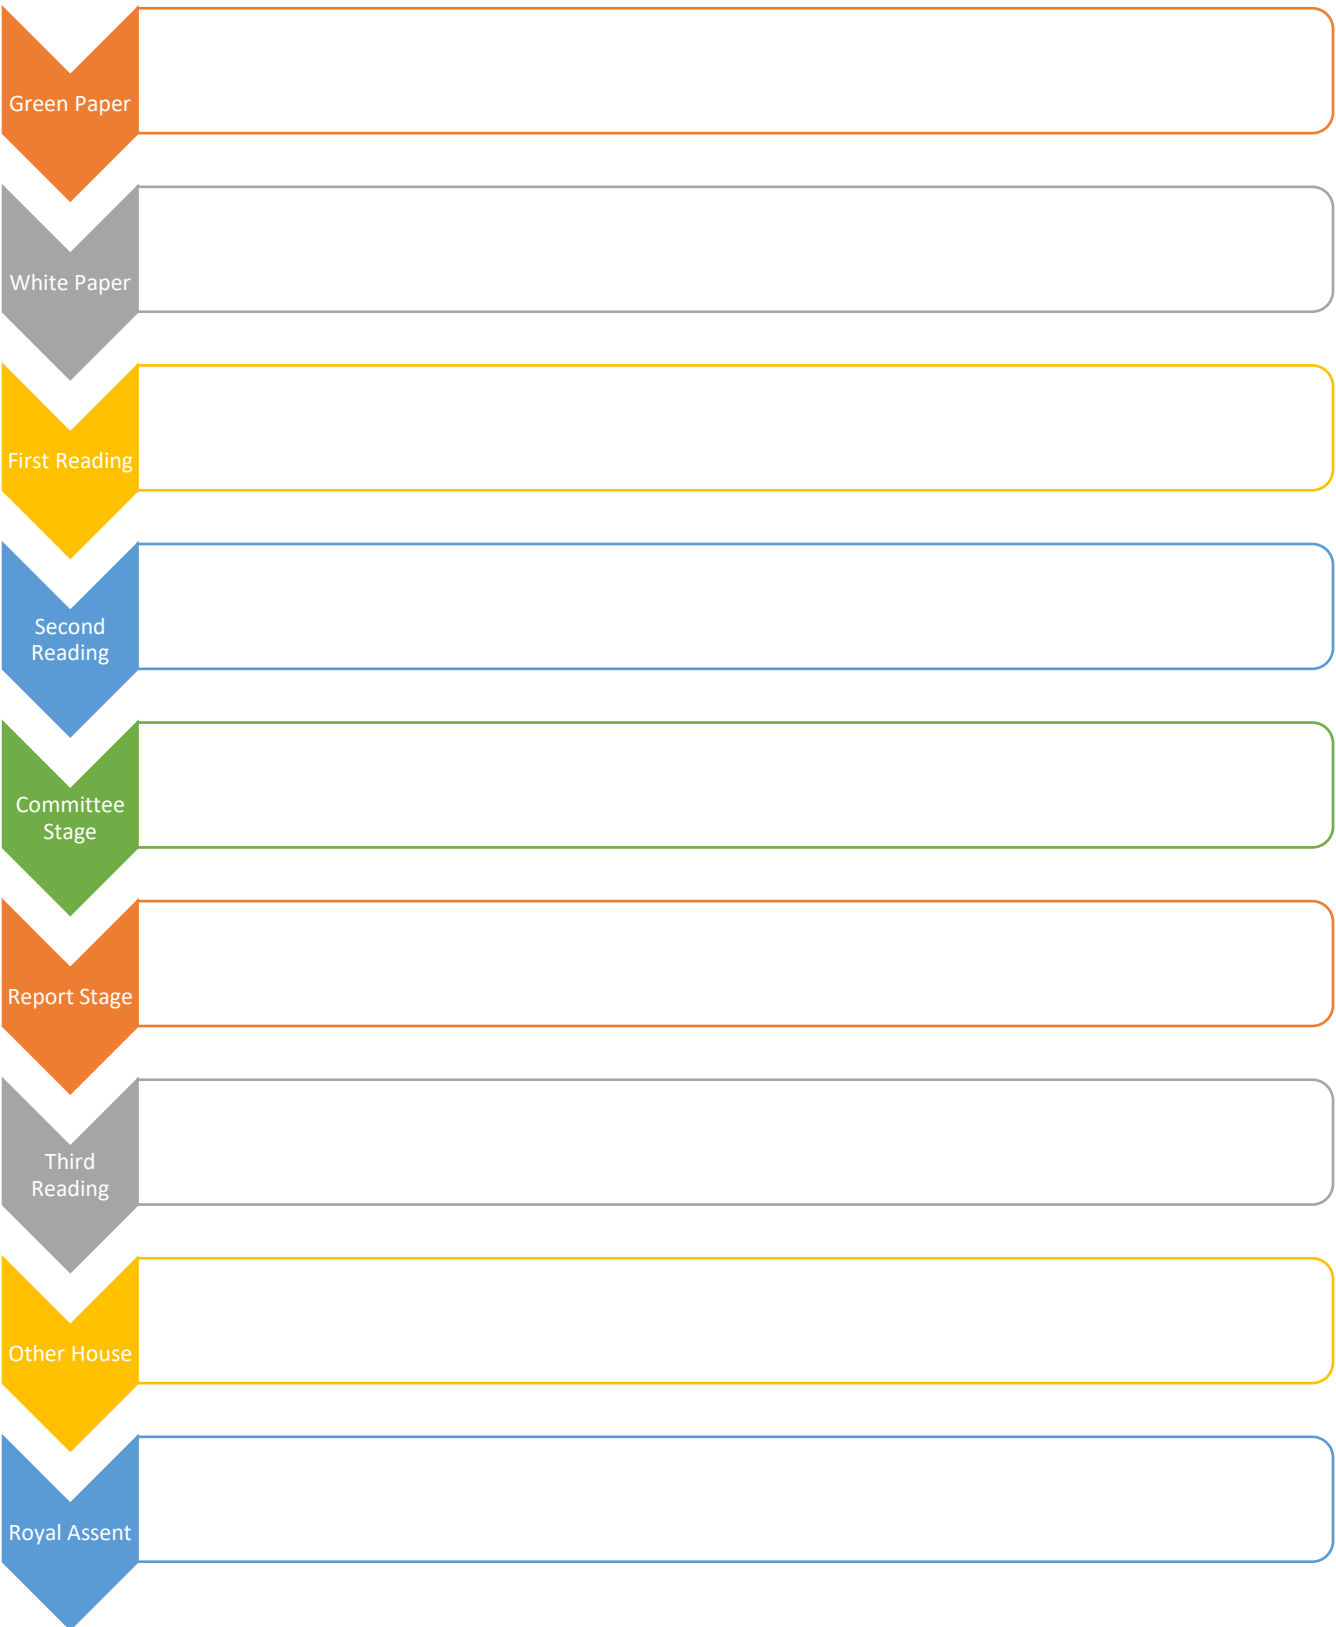 Green Paper
White Paper
First Reading
Second
Reading
Committee
Stage
Report Stage
Third
Reading
Other House
Royal Assent